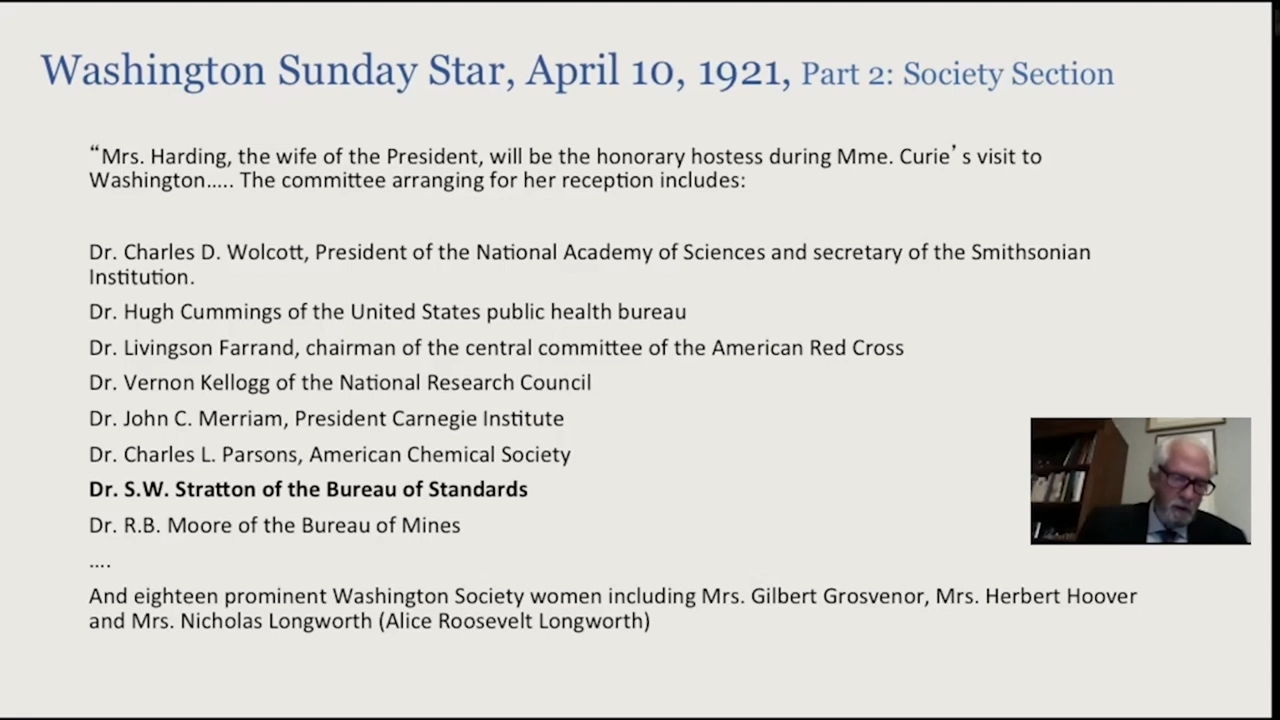 Washington Sunday Star, April 10, 1921, Part 2: Society Section
“Mrs. Harding, the wife of the President, will be the honorary hostess during Mme. Curie’s visit to
Washington….. The committee arranging for her reception includes:
Dr. Charles D. Wolcott, President of the National Academy of Sciences and secretary of the Smithsonian
Institution.
Dr. Hugh Cummings of the United States public health bureau
Dr. Livingson Farrand, chairman of the central committee of the American Red Cross
Dr. Vernon Kellogg of the National Research Council
Dr. John C. Merriam, President Carnegie Institute
Dr. Charles L. Parsons, American Chemical Society
Dr. S.W. Stratton of the Bureau of Standards
Dr. R.B. Moore of the Bureau of Mines
….
And eighteen prominent Washington Society women including Mrs. Gilbert Grosvenor, Mrs. Herbert Hoover
and Mrs. Nicholas Longworth (Alice Roosevelt Longworth)